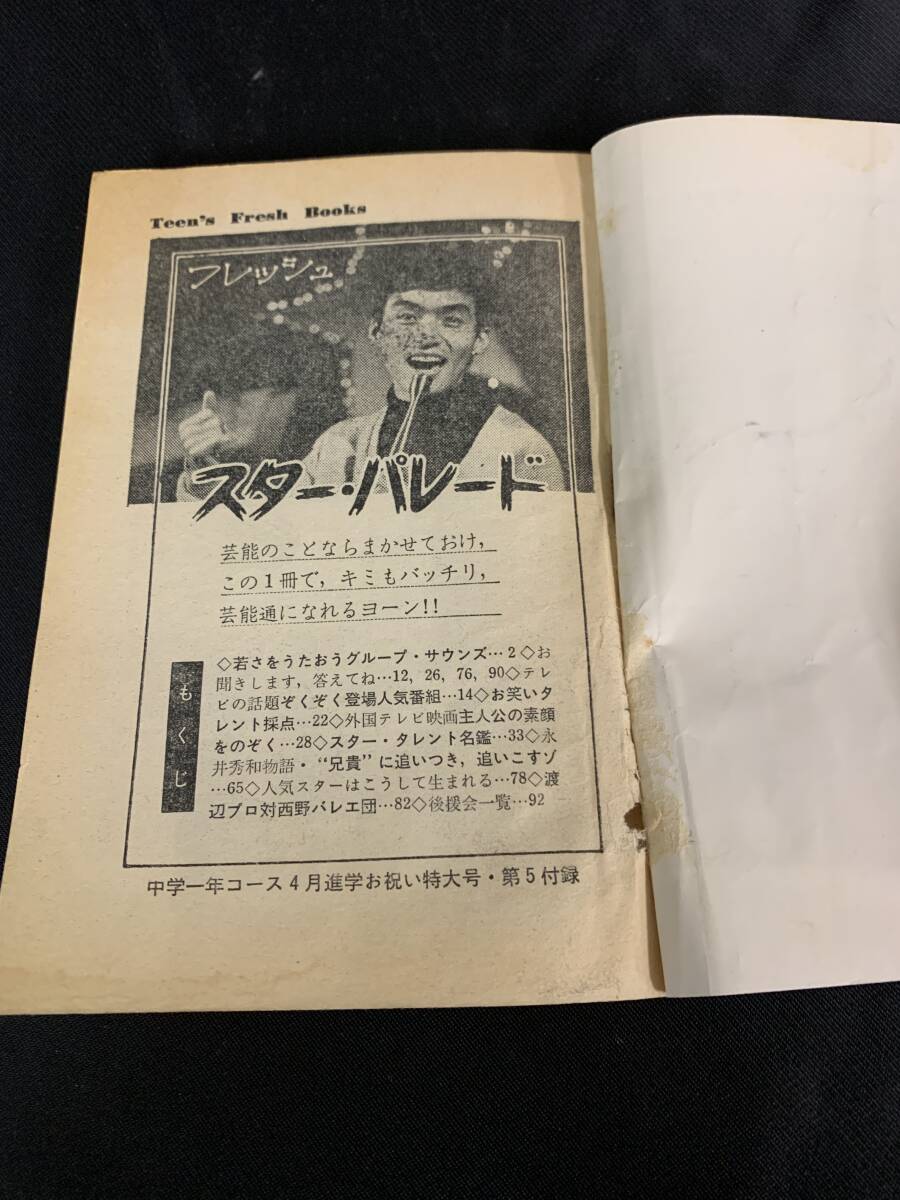 Teen's Fresh Books
フレッシュ
スター・パレード
芸能のことならまかせておけ,
この1冊で, キミもバッチリ,
芸能通になれるヨーン!!
もくじ
◇若さをうたおうグループ・サウンズ…2◇お
聞きします, 答えてね…12, 26, 76, 90◇テレ
ビの話題ぞくぞく登場人気番組…14◇お笑いタ
レント採点…22◇外国テレビ映画主人公の素顔
をのぞく…28◇スター・タレント名鑑…33◇永
井秀和物語・“兄貴”に追いつき, 追いこすゾ
…65◇人気スターはこうして生まれる…78◇渡
辺プロ対西野バレエ団…82◇後援会一覧…92
中学一年コース4月進学お祝い特大号・第5付録